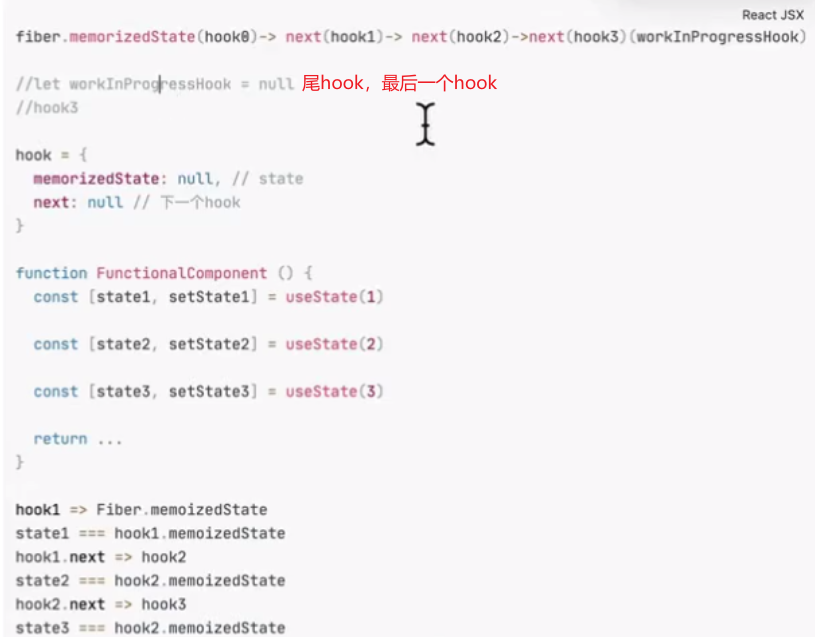 React JSX
fiber.memorizedState(hook0)-> next(hook1)-> next(hook2)->next(hook3)(workInProgressHook)
//let workInProgressHook = null 尾hook，最后一个hook
//hook3
hook = {
memorizedState: null, // state
next: null // 下一个hook
}
function FunctionalComponent () {
const [state1, setState1] = useState(1)
const [state2, setState2] = useState(2)
const [state3, setState3] = useState(3)
return ...
}
hook1 => Fiber.memoizedState
state1 === hook1.memoizedState
hook1.next => hook2
state2 === hook2.memoizedState
hook2.next => hook3
state3 === hook2.memoizedState